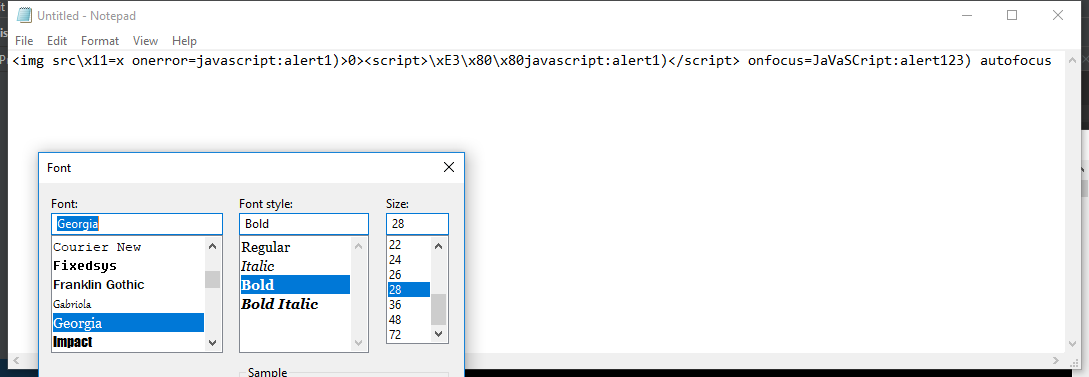 Untitled - Notepad
File Edit Format View Help
<img src\x11=x onerror=javascript:alert1)>0><script>\xE3\x80\x80javascript:alert1)</script> onfocus=JaVaSCript:alert123) autofocus
Font
Font: Font style: Size:
Georgia Bold 28
Courier New
Fixedsys
Franklin Gothic
Gabriola
Georgia
Impact
Regular
Italic
Bold
Bold Italic
22
24
26
28
36
48
72
Sample